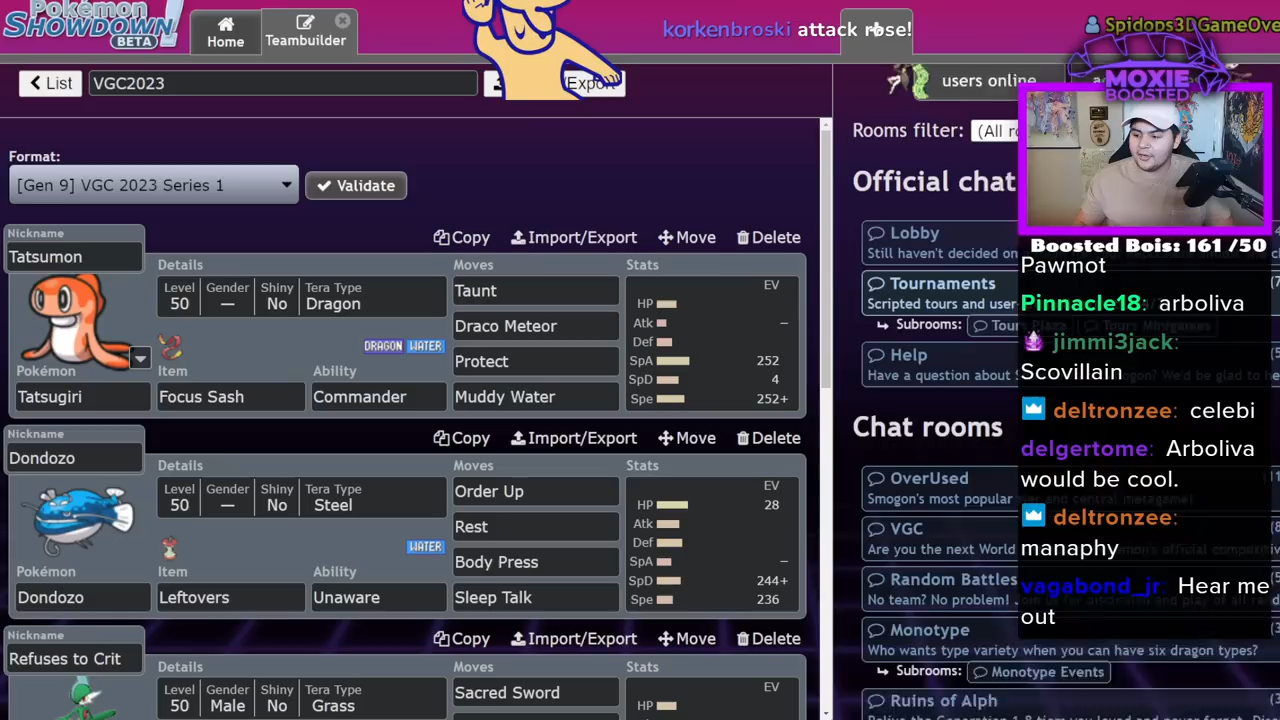 Pokémon
SHOWDOWN!
BETA
Home
Teambuilder
korkenbroski attack rose!
Spidops3DGameOve
List
VGC2023
(Export
users online
MOXIE
BOOSTED
Rooms filter:
(All ro
Format:
[Gen 9] VGC 2023 Series 1
Validate
Official chat
Nickname
Tatsumon
Copy
Import/Export
Move
Delete
Details
Moves
Stats
Level
50
Gender
—
Shiny
No
Tera Type
Dragon
DRAGON WATER
Pokémon
Tatsugiri
Item
Focus Sash
Ability
Commander
Taunt
Draco Meteor
Protect
Muddy Water
EV
HP
Atk –
Def
SpA 252
SpD 4
Spe 252+
Nickname
Dondozo
Copy
Import/Export
Move
Delete
Details
Moves
Stats
Level
50
Gender
—
Shiny
No
Tera Type
Steel
WATER
Pokémon
Dondozo
Item
Leftovers
Ability
Unaware
Order Up
Rest
Body Press
Sleep Talk
EV
HP 28
Atk
Def
SpA –
SpD 244+
Spe 236
Nickname
Refuses to Crit
Copy
Import/Export
Move
Delete
Details
Moves
Stats
Level
50
Gender
Male
Shiny
No
Tera Type
Grass
Sacred Sword
EV
HP
Lobby
Still haven't decided on
Tournaments
Scripted tours and user-
Subrooms:
Tour Plaza
Tours Minigames
Help
Have a question about S
Chat rooms
OverUsed
Smogon's most popular tier and central metagame!
VGC
Are you the next World
Random Battles
No team? No problem!
Monotype
Who wants type variety when you can have six dragon types?
Subrooms:
Monotype Events
Ruins of Alph
Boosted Bois: 161 /50
Pawmot
Pinnacle18: arboliva
jimmi3jack:
Scovillain
deltronzee: celebi
delgertome: Arboliva
would be cool.
deltronzee:
manaphy
vagabond_jr: Hear me
out